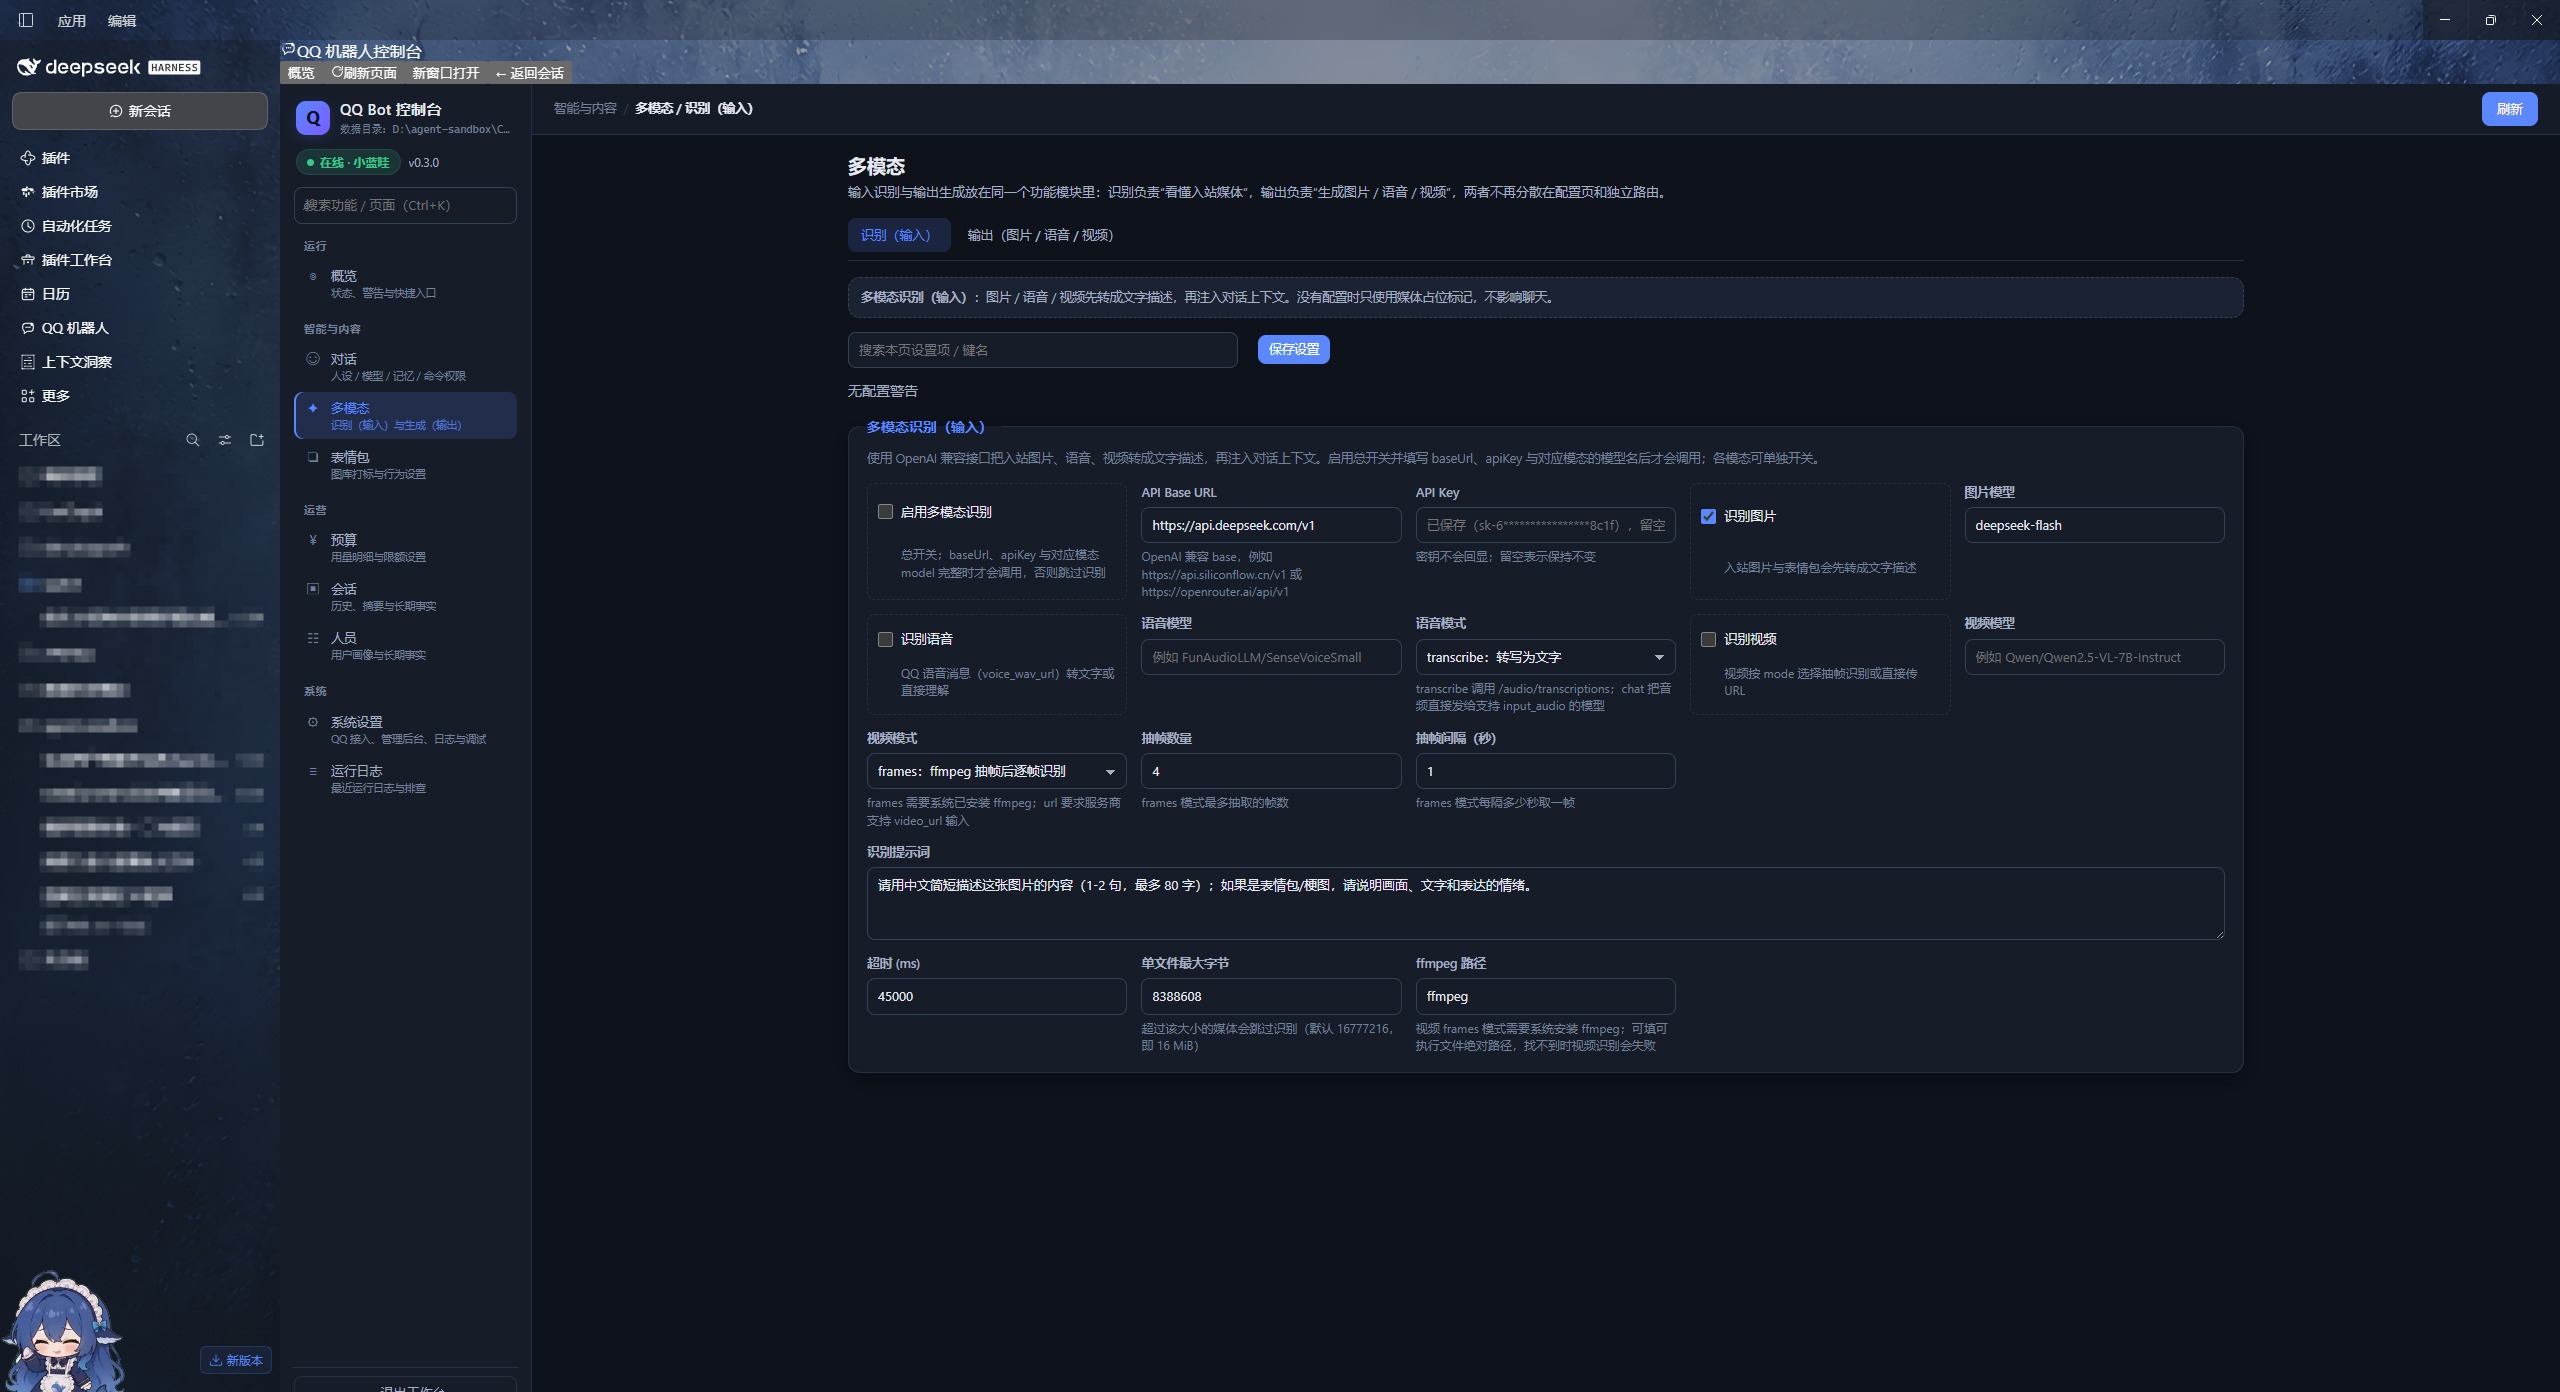 应用 编辑
deepseek HARNESS
新会话
插件
插件市场
自动化任务
插件工作台
日历
QQ 机器人
上下文洞察
更多
工作区
新版本
QQ 机器人控制台
概览 刷新页面 新窗口打开 ← 返回会话
Q
QQ Bot 控制台
数据目录：D:\agent-sandbox\C...
在线 · 小蓝哇 v0.3.0
搜索功能 / 页面（Ctrl+K）
运行
概览
状态、警告与快捷入口
智能与内容
对话
人设 / 模型 / 记忆 / 命令权限
多模态
识别（输入）与生成（输出）
表情包
图库打标与行为设置
运营
¥ 预算
用量明细与限额设置
会话
历史、摘要与长期事实
人员
用户画像与长期事实
系统
系统设置
QQ 接入、管理后台、日志与调试
运行日志
最近运行日志与排查
退出工作台
智能与内容 / 多模态 / 识别（输入）
刷新
多模态
输入识别与输出生成放在同一个功能模块里：识别负责“看懂入站媒体”，输出负责“生成图片 / 语音 / 视频”，两者不再分散在配置页和独立路由。
识别（输入） 输出（图片 / 语音 / 视频）
多模态识别（输入）：图片 / 语音 / 视频先转成文字描述，再注入对话上下文。没有配置时只使用媒体占位标记，不影响聊天。
搜索本页设置项 / 键名
保存设置
无配置警告
多模态识别（输入）
使用 OpenAI 兼容接口把入站图片、语音、视频转成文字描述，再注入对话上下文。启用总开关并填写 baseUrl、apiKey 与对应模态的模型名后才会调用；各模态可单独开关。
启用多模态识别
总开关；baseUrl、apiKey 与对应模态
model 完整时才会调用，否则跳过识别
API Base URL
https://api.deepseek.com/v1
OpenAI 兼容 base，例如
https://api.siliconflow.cn/v1 或
https://openrouter.ai/api/v1
API Key
已保存（sk-6****************8c1f），留空
密钥不会回显；留空表示保持不变
识别图片
入站图片与表情包会先转成文字描述
图片模型
deepseek-flash
识别语音
QQ 语音消息（voice_wav_url）转文字或
直接理解
语音模型
例如 FunAudioLLM/SenseVoiceSmall
语音模式
transcribe：转写为文字
transcribe 调用 /audio/transcriptions；chat 把音
频直接发给支持 input_audio 的模型
识别视频
视频按 mode 选择抽帧识别或直接传
URL
视频模型
例如 Qwen/Qwen2.5-VL-7B-Instruct
视频模式
frames：ffmpeg 抽帧后逐帧识别
frames 需要系统已安装 ffmpeg；url 要求服务商
支持 video_url 输入
抽帧数量
4
frames 模式最多抽取的帧数
抽帧间隔（秒）
1
frames 模式每隔多少秒取一帧
识别提示词
请用中文简短描述这张图片的内容（1-2 句，最多 80 字）；如果是表情包/梗图，请说明画面、文字和表达的情绪。
超时 (ms)
45000
单文件最大字节
8388608
超过该大小的媒体会跳过识别（默认 16777216，
即 16 MiB）
ffmpeg 路径
ffmpeg
视频 frames 模式需要系统安装 ffmpeg；可填可
执行文件绝对路径，找不到时视频识别会失败